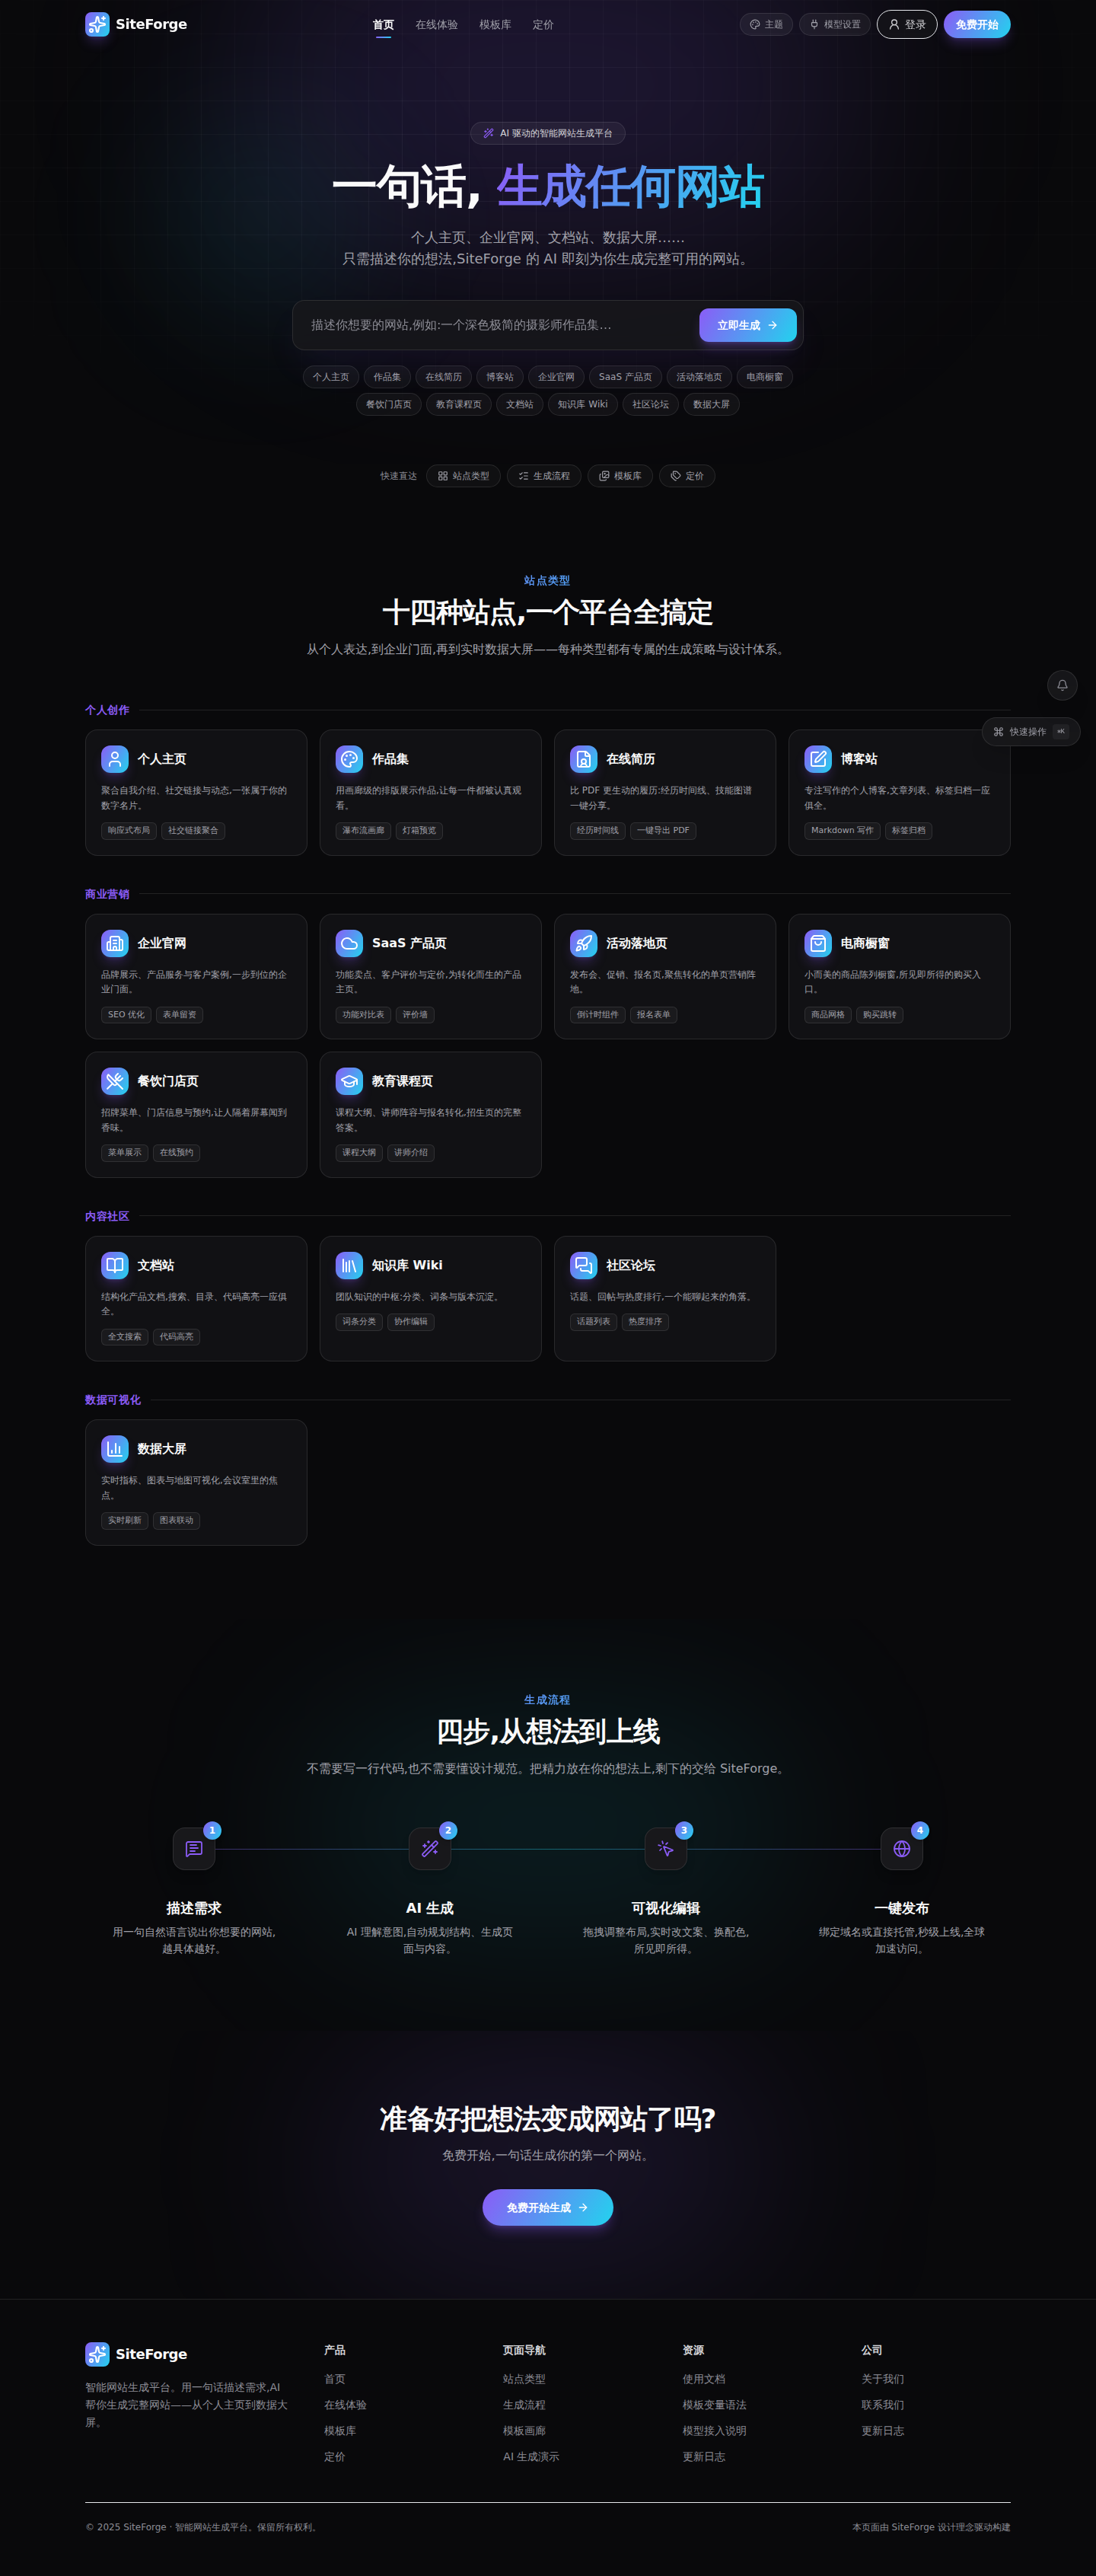 SiteForge
首页
在线体验
模板库
定价
主题
模型设置
登录
免费开始
AI 驱动的智能网站生成平台
一句话, 生成任何网站
个人主页、企业官网、文档站、数据大屏……
只需描述你的想法,SiteForge 的 AI 即刻为你生成完整可用的网站。
描述你想要的网站,例如:一个深色极简的摄影师作品集…
立即生成
个人主页
作品集
在线简历
博客站
企业官网
SaaS 产品页
活动落地页
电商橱窗
餐饮门店页
教育课程页
文档站
知识库 Wiki
社区论坛
数据大屏
快速直达
站点类型
生成流程
模板库
定价
站点类型
十四种站点,一个平台全搞定
从个人表达,到企业门面,再到实时数据大屏——每种类型都有专属的生成策略与设计体系。
快速操作
⌘K
个人创作
个人主页
聚合自我介绍、社交链接与动态,一张属于你的
数字名片。
响应式布局
社交链接聚合
作品集
用画廊级的排版展示作品,让每一件都被认真观
看。
瀑布流画廊
灯箱预览
在线简历
比 PDF 更生动的履历:经历时间线、技能图谱
一键分享。
经历时间线
一键导出 PDF
博客站
专注写作的个人博客,文章列表、标签归档一应
俱全。
Markdown 写作
标签归档
商业营销
企业官网
品牌展示、产品服务与客户案例,一步到位的企
业门面。
SEO 优化
表单留资
SaaS 产品页
功能卖点、客户评价与定价,为转化而生的产品
主页。
功能对比表
评价墙
活动落地页
发布会、促销、报名页,聚焦转化的单页营销阵
地。
倒计时组件
报名表单
电商橱窗
小而美的商品陈列橱窗,所见即所得的购买入
口。
商品网格
购买跳转
餐饮门店页
招牌菜单、门店信息与预约,让人隔着屏幕闻到
香味。
菜单展示
在线预约
教育课程页
课程大纲、讲师阵容与报名转化,招生页的完整
答案。
课程大纲
讲师介绍
内容社区
文档站
结构化产品文档,搜索、目录、代码高亮一应俱
全。
全文搜索
代码高亮
知识库 Wiki
团队知识的中枢:分类、词条与版本沉淀。
词条分类
协作编辑
社区论坛
话题、回帖与热度排行,一个能聊起来的角落。
话题列表
热度排序
数据可视化
数据大屏
实时指标、图表与地图可视化,会议室里的焦
点。
实时刷新
图表联动
生成流程
四步,从想法到上线
不需要写一行代码,也不需要懂设计规范。把精力放在你的想法上,剩下的交给 SiteForge。
1
描述需求
用一句自然语言说出你想要的网站,
越具体越好。
2
AI 生成
AI 理解意图,自动规划结构、生成页
面与内容。
3
可视化编辑
拖拽调整布局,实时改文案、换配色,
所见即所得。
4
一键发布
绑定域名或直接托管,秒级上线,全球
加速访问。
准备好把想法变成网站了吗?
免费开始,一句话生成你的第一个网站。
免费开始生成
SiteForge
智能网站生成平台。用一句话描述需求,AI
帮你生成完整网站——从个人主页到数据大
屏。
产品
首页
在线体验
模板库
定价
页面导航
站点类型
生成流程
模板画廊
AI 生成演示
资源
使用文档
模板变量语法
模型接入说明
更新日志
公司
关于我们
联系我们
更新日志
© 2025 SiteForge · 智能网站生成平台。保留所有权利。
本页面由 SiteForge 设计理念驱动构建